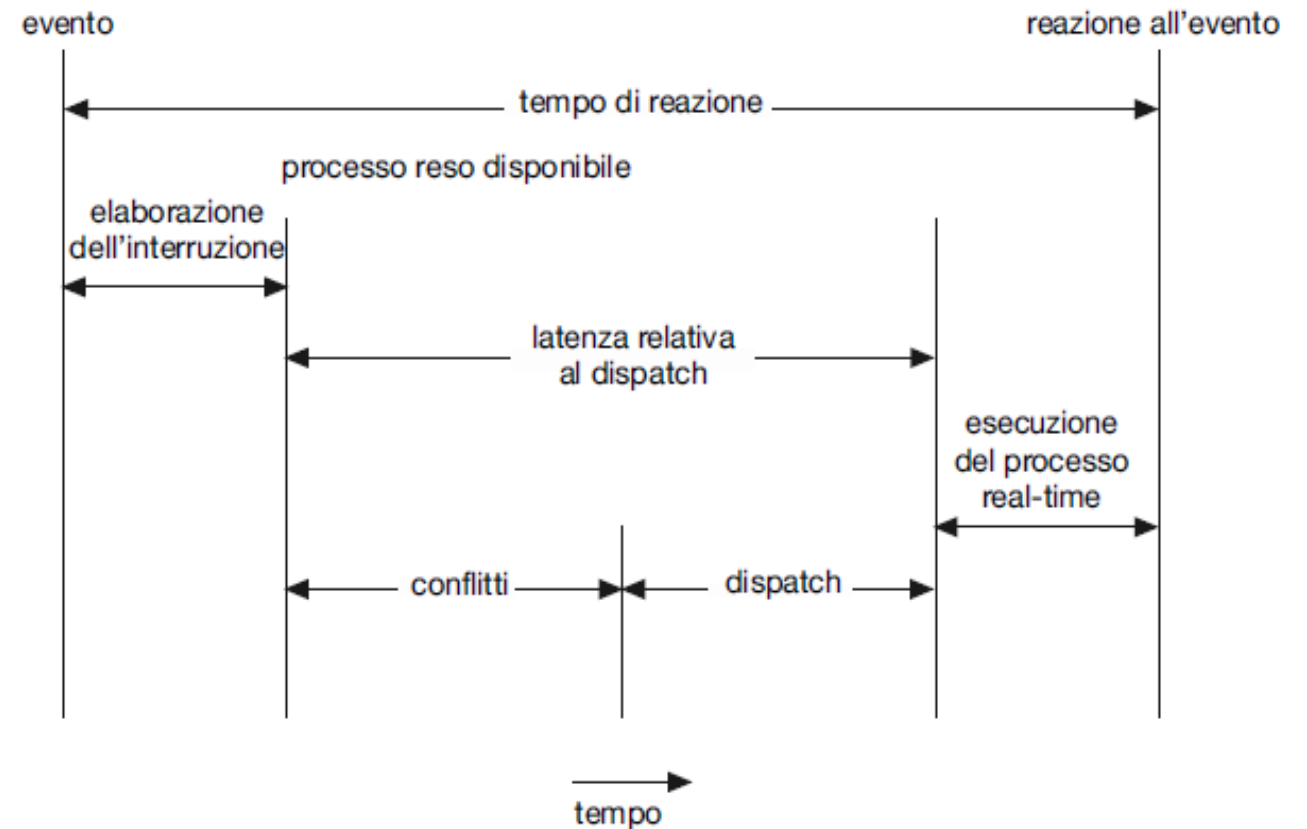 evento
reazione all'evento
tempo di reazione
processo reso disponibile
elaborazione
dell'interruzione
latenza relativa
al dispatch
esecuzione
del processo
real-time
conflitti
dispatch
tempo